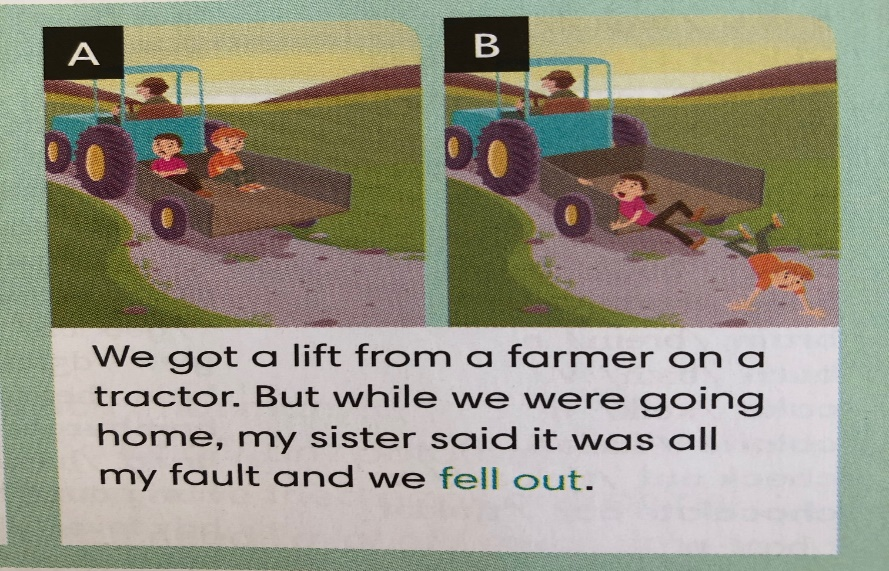 A
B
We got a lift from a farmer on a
tractor. But while we were going
home, my sister said it was all
my fault and we fell out.